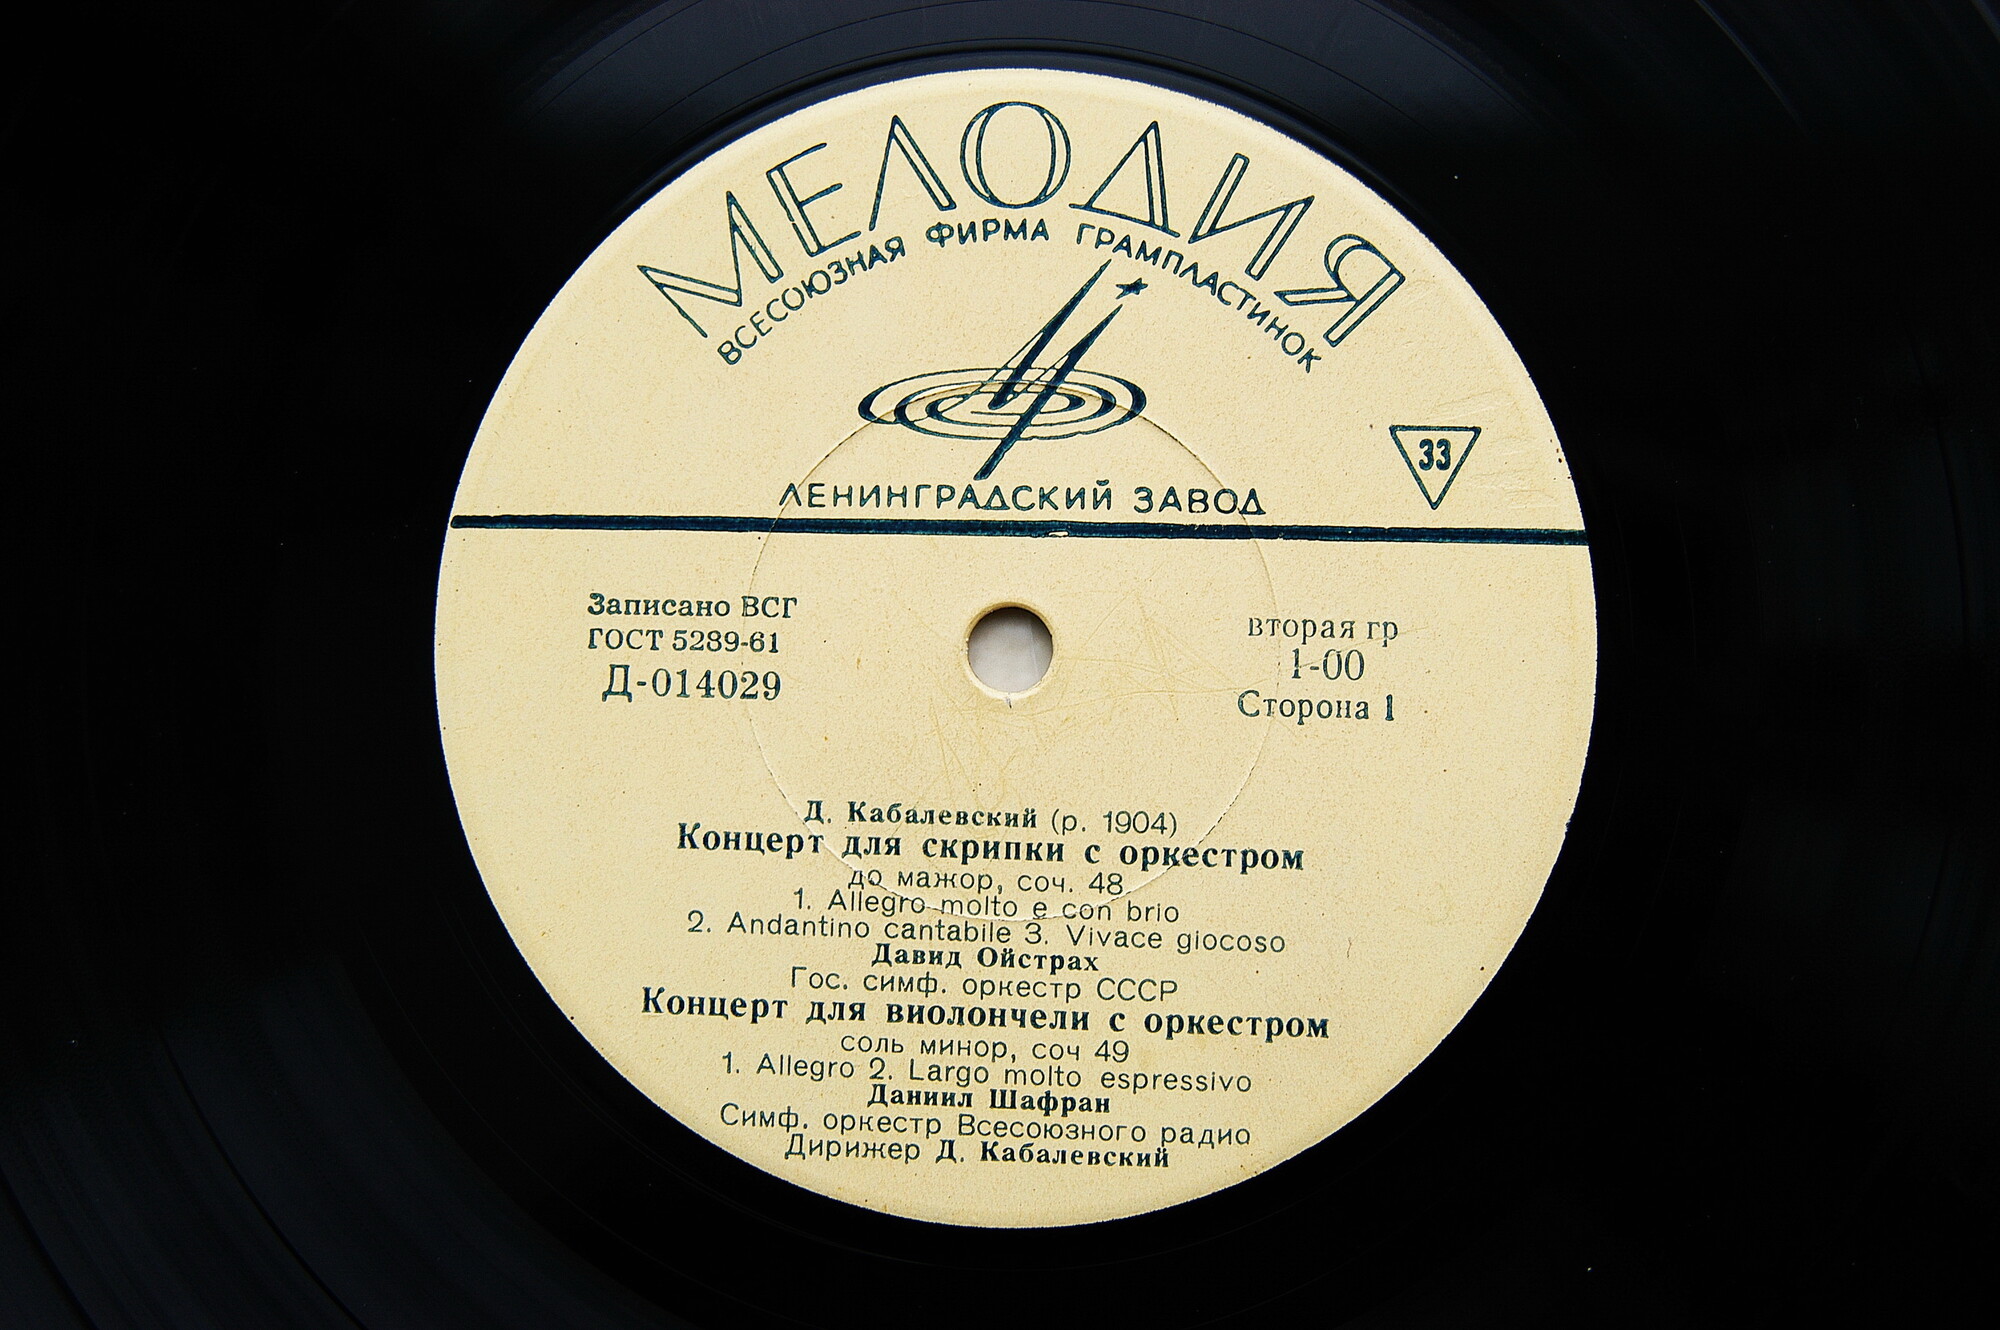 МЕЛОДИЯ
ВСЕСОЮЗНАЯ ФИРМА ГРАМПЛАСТИНОК
33
ЛЕНИНГРАДСКИЙ ЗАВОД
Записано ВСГ
ГОСТ 5289-61
Д-014029
вторая гр
1-00
Сторона 1
Д. Кабалевский (р. 1904)
Концерт для скрипки с оркестром
до мажор, соч. 48
1. Allegro molto e con brio
2. Andantino cantabile 3. Vivace giocoso
Давид Ойстрах
Гос. симф. оркестр СССР
Концерт для виолончели с оркестром
соль минор, соч 49
1. Allegro 2. Largo molto espressivo
Даниил Шафран
Симф. оркестр Всесоюзного радио
Дирижер Д. Кабалевский